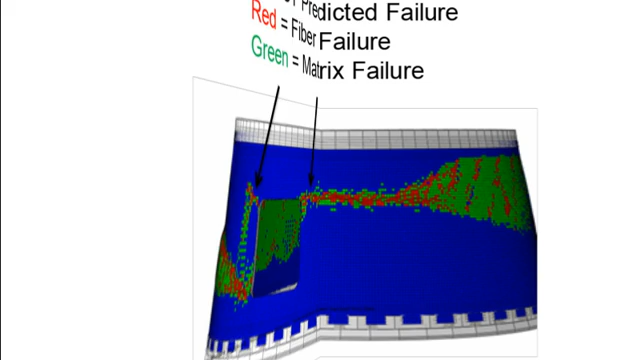 Predicted Failure
Red = Fiber Failure
Green = Matrix Failure